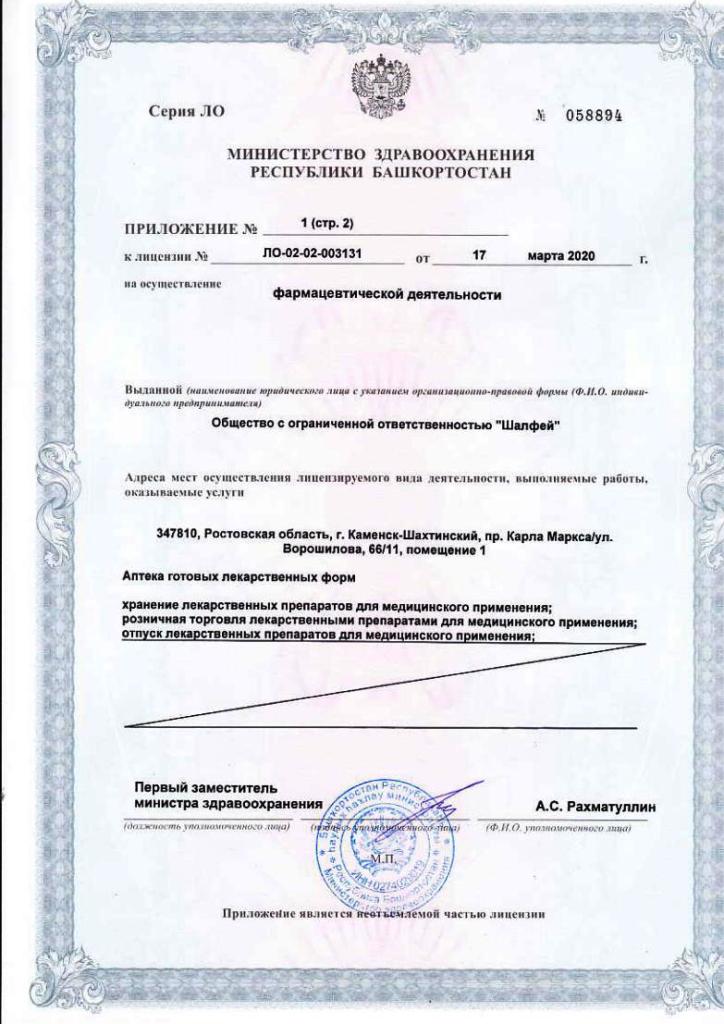 Серия ЛО
№ 058894
МИНИСТЕРСТВО ЗДРАВООХРАНЕНИЯ
РЕСПУБЛИКИ БАШКОРТОСТАН
ПРИЛОЖЕНИЕ № 1 (стр. 2)
к лицензии № ЛО-02-02-003131 от 17 марта 2020 г.
на осуществление
фармацевтической деятельности
Выданной (наименование юридического лица с указанием организационно-правовой формы (Ф.И.О. индиви-
дуального предпринимателя)
Общество с ограниченной ответственностью "Шалфей"
Адреса мест осуществления лицензируемого вида деятельности, выполняемые работы,
оказываемые услуги
347810, Ростовская область, г. Каменск-Шахтинский, пр. Карла Маркса/ул.
Ворошилова, 66/11, помещение 1
Аптека готовых лекарственных форм
хранение лекарственных препаратов для медицинского применения;
розничная торговля лекарственными препаратами для медицинского применения;
отпуск лекарственных препаратов для медицинского применения;
Первый заместитель
министра здравоохранения
А.С. Рахматуллин
(должность уполномоченного лица) (подпись уполномоченного лица) (Ф.И.О. уполномоченного лица)
М.П.
Республика Башкортостан
Приложение является неотъемлемой частью лицензии